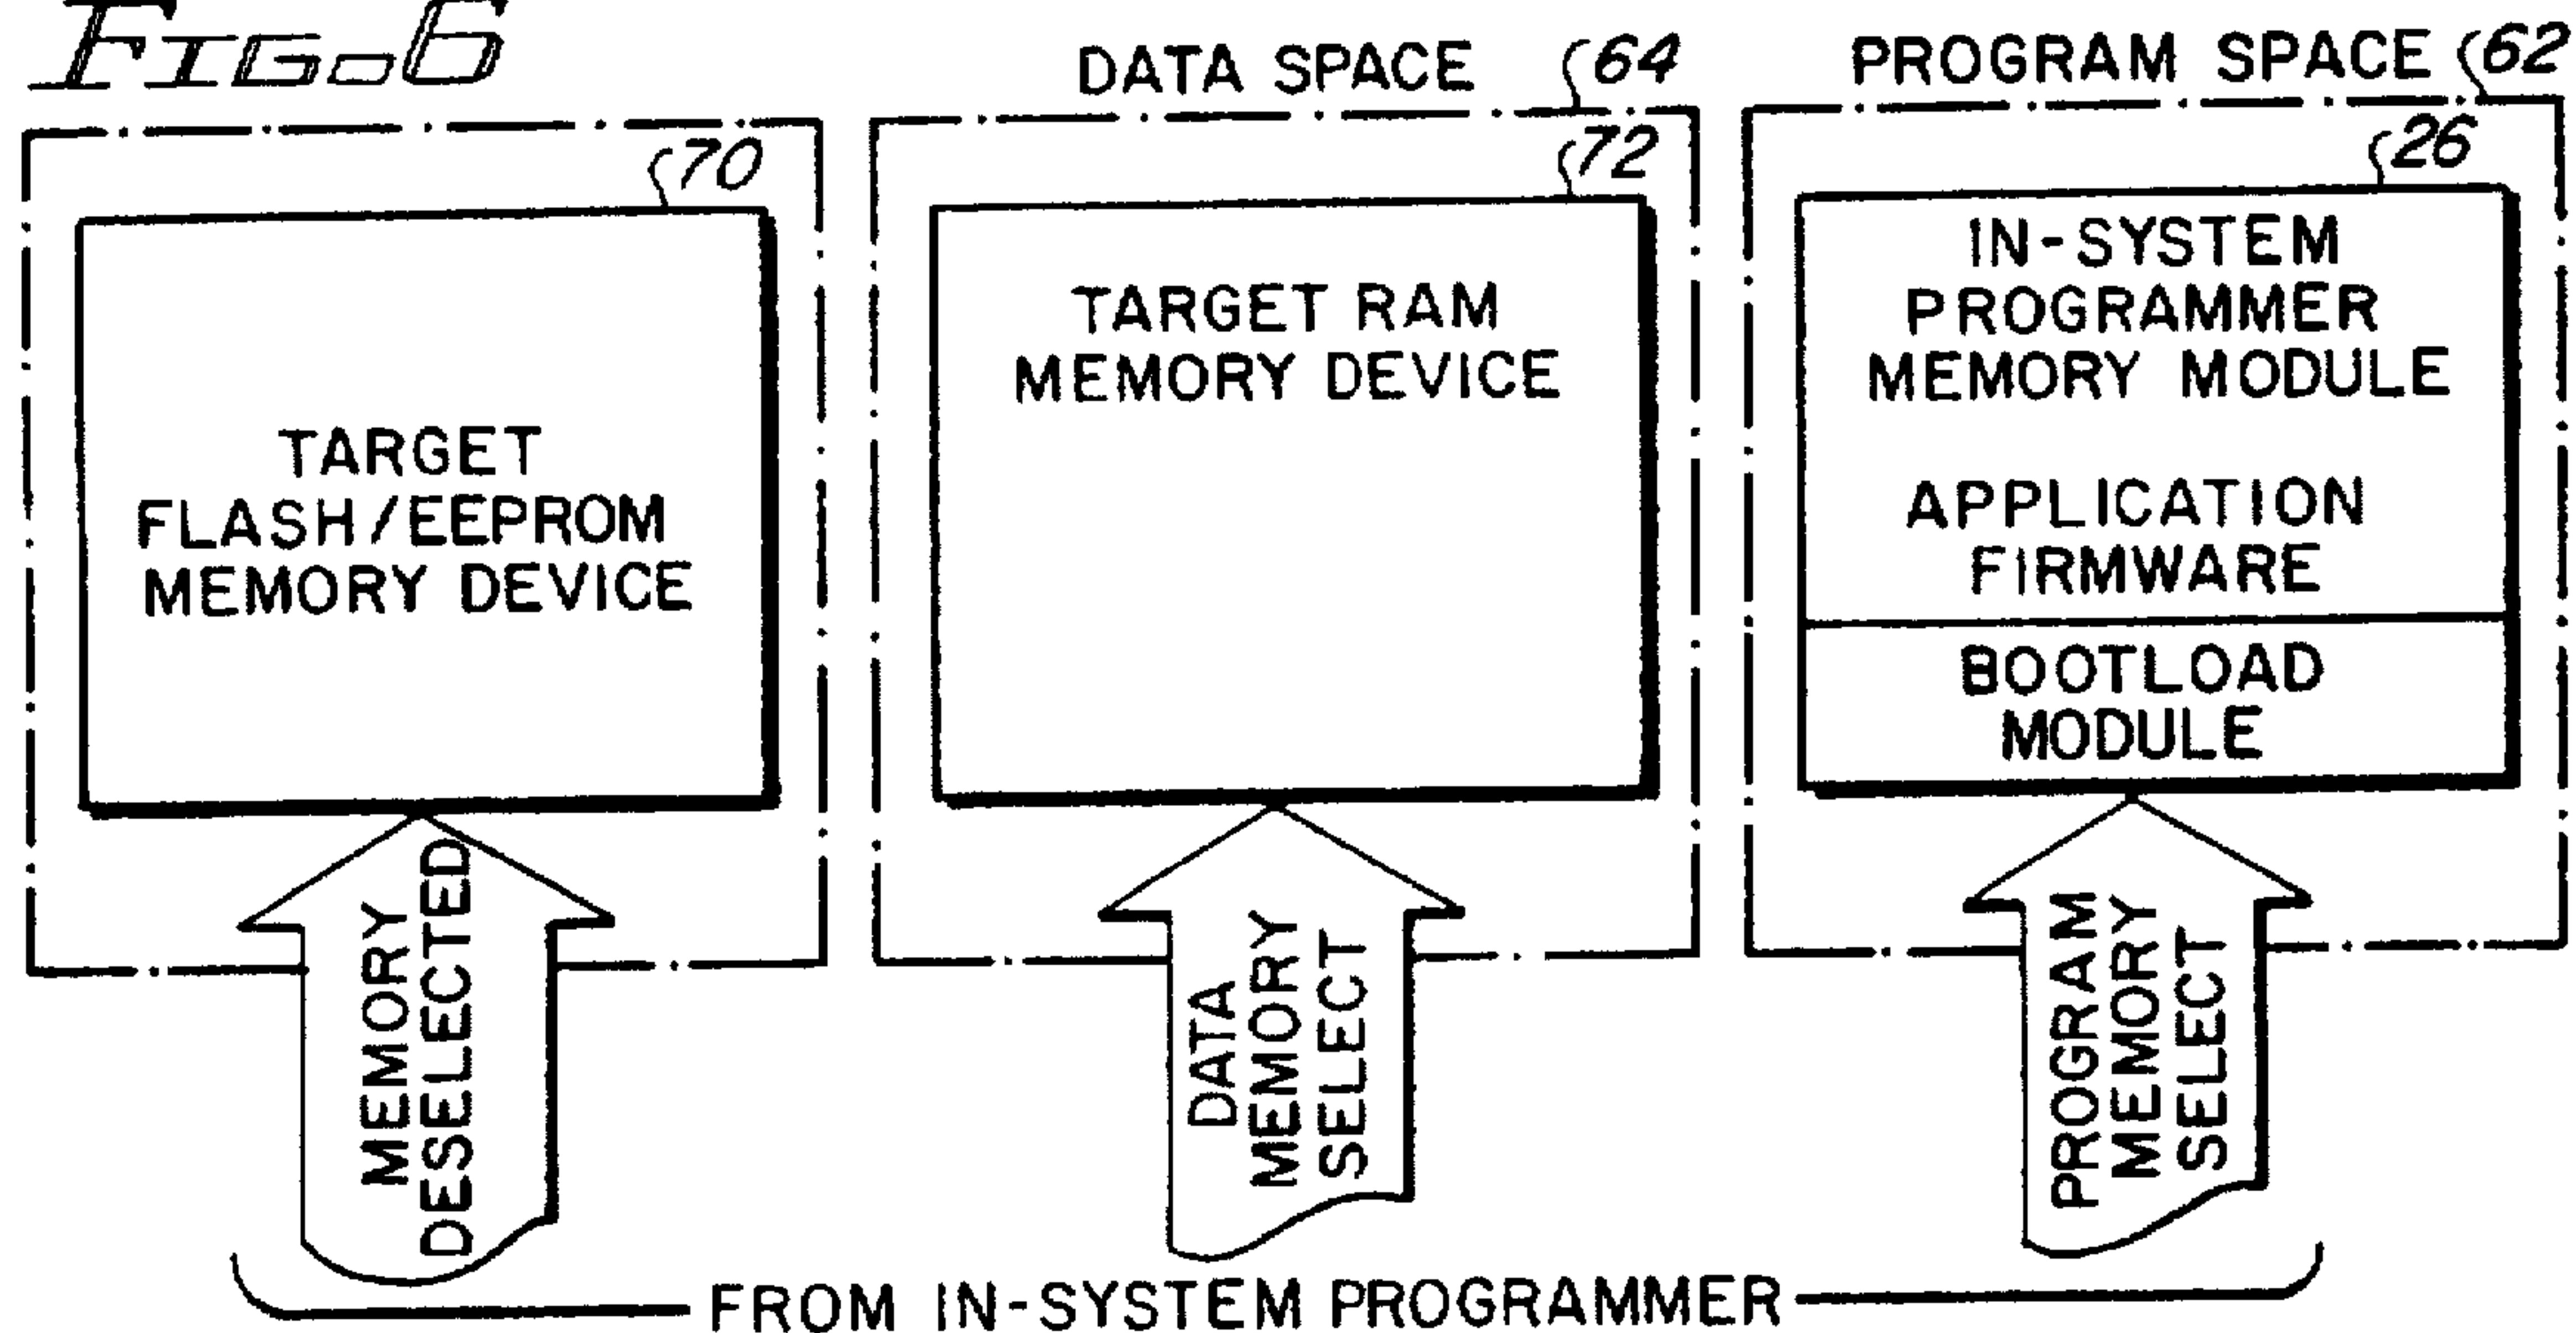 FIG. 6
DATA SPACE 64
PROGRAM SPACE 62
70
72
26
TARGET
FLASH/EEPROM
MEMORY DEVICE
TARGET RAM
MEMORY DEVICE
IN-SYSTEM
PROGRAMMER
MEMORY MODULE
APPLICATION
FIRMWARE
BOOTLOAD
MODULE
MEMORY
DESELECTED
DATA
MEMORY
SELECT
PROGRAM
MEMORY
SELECT
FROM IN-SYSTEM PROGRAMMER